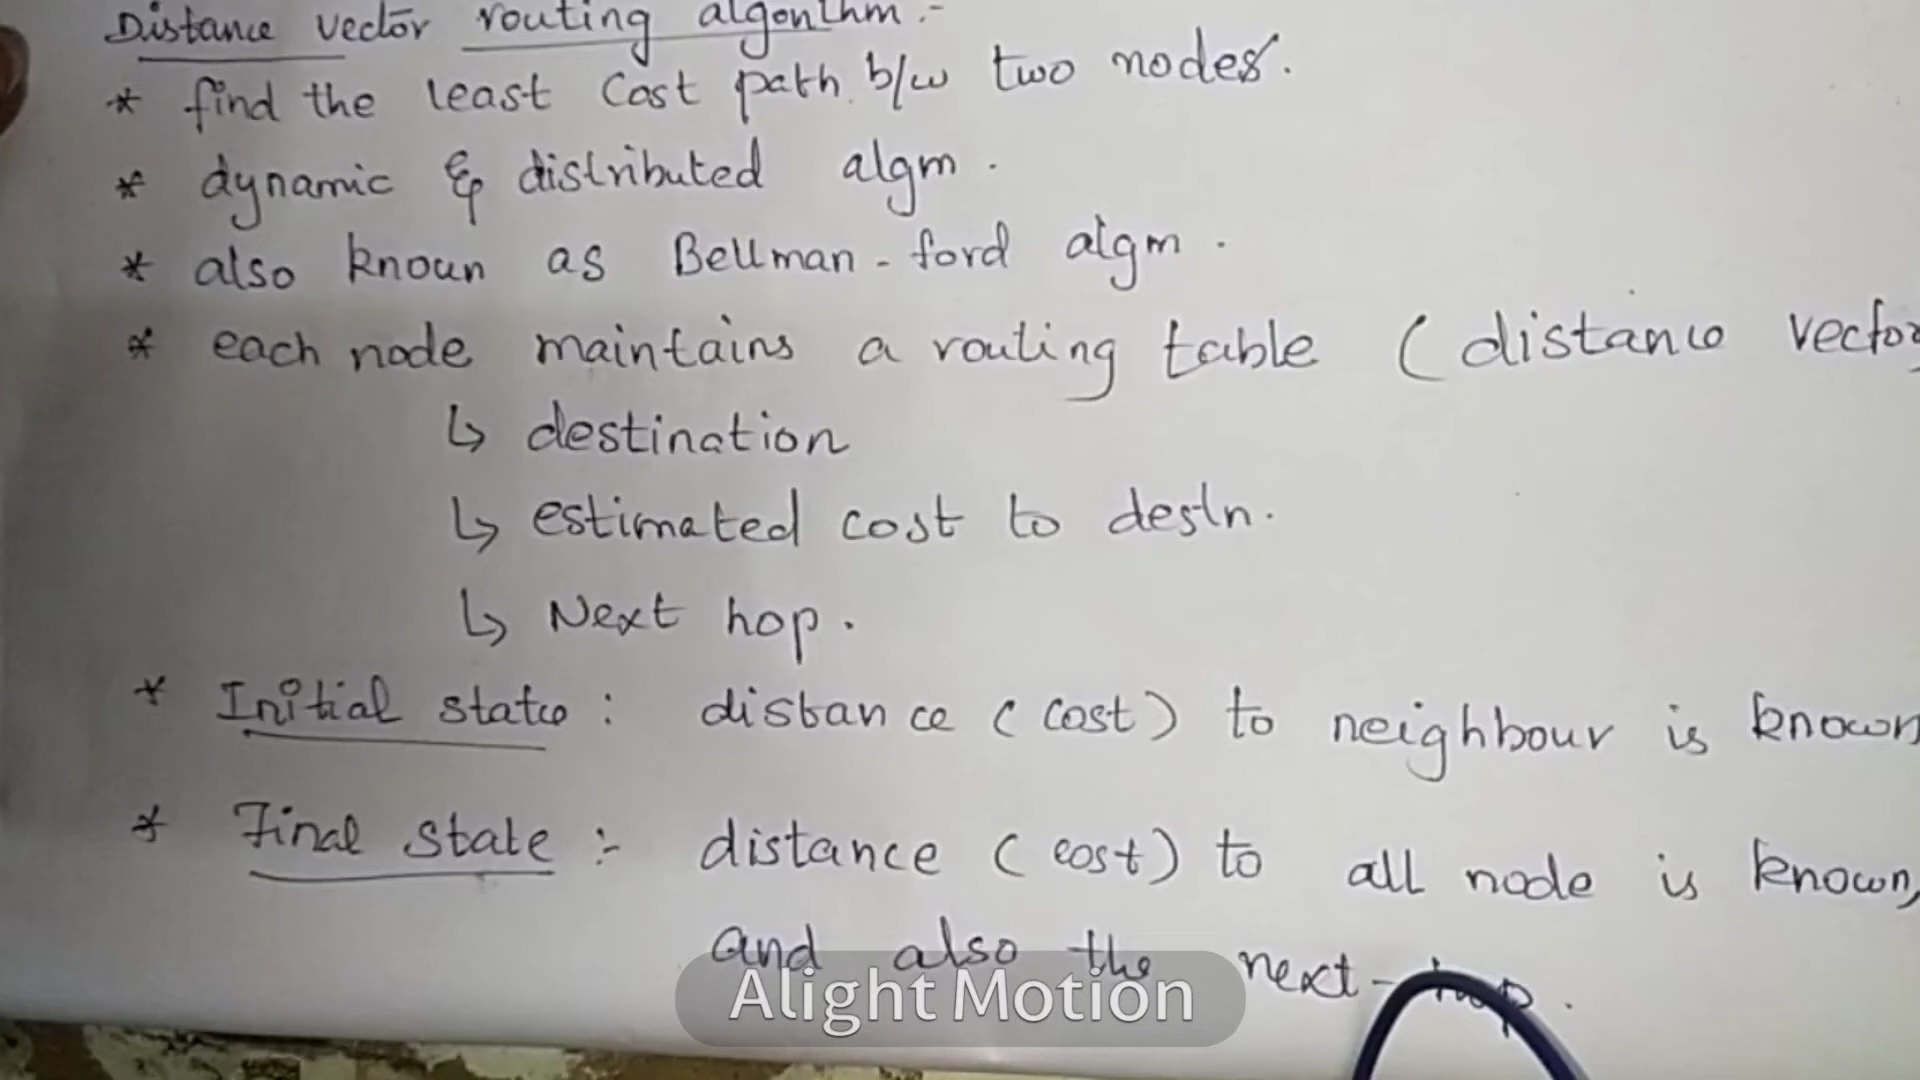 Distance vector routing algorithm :-
* find the least cost path b/w two nodes.
* dynamic & distributed algm.
* also known as Bellman-ford algm.
* each node maintains a routing table (distance vector
↳ destination
↳ estimated cost to destn.
↳ Next hop.
* Initial state : distance (cost) to neighbour is known
* Final state :- distance (cost) to all node is known,
and also the next-hop.
Alight Motion